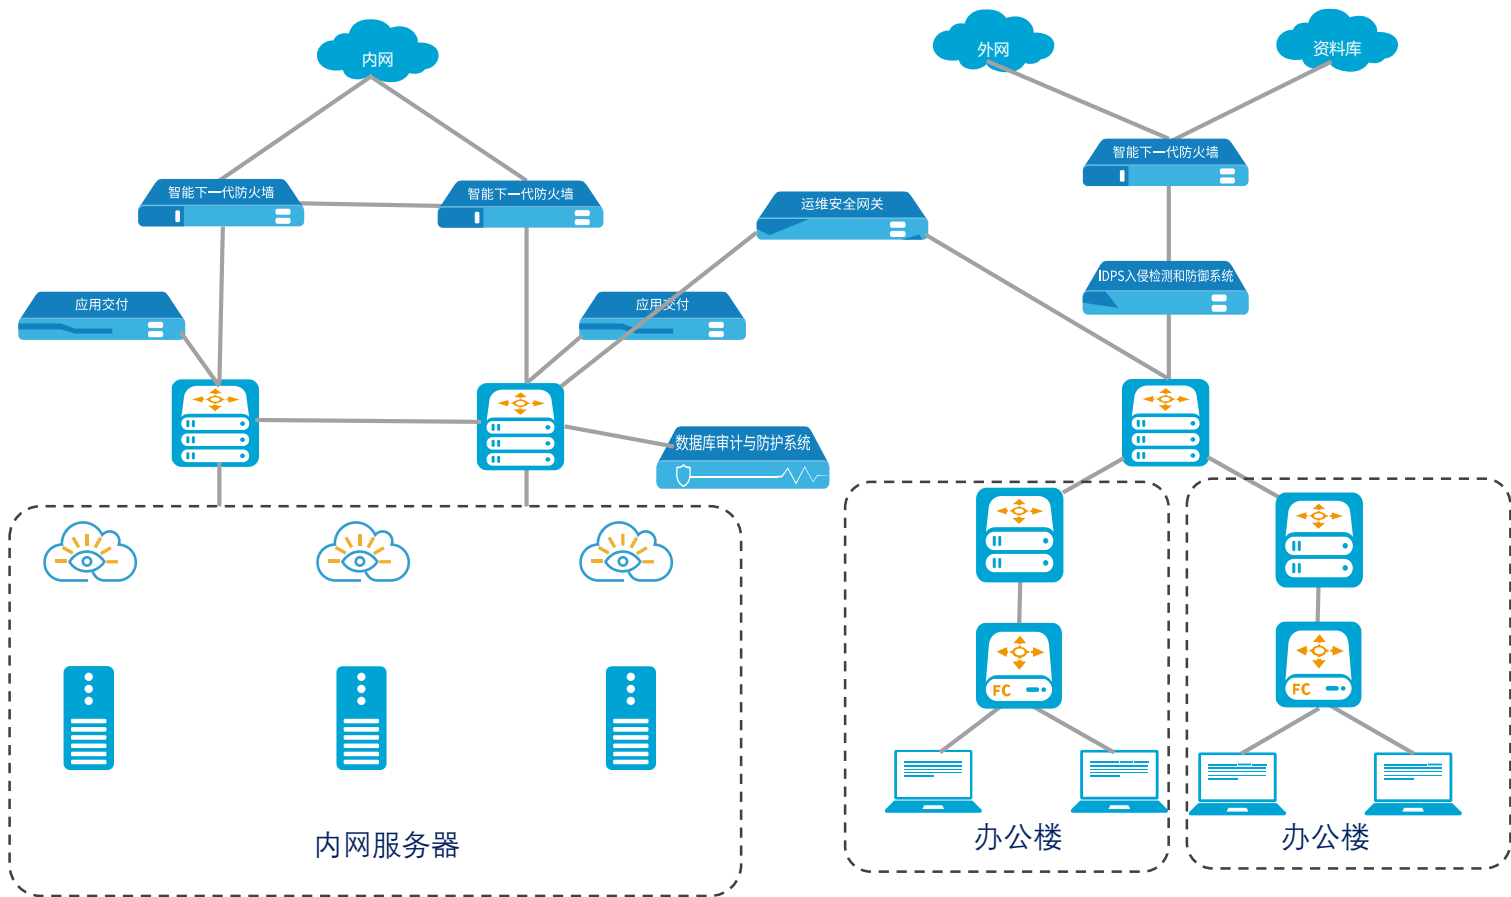 内网
外网
资料库
智能下一代防火墙
智能下一代防火墙
智能下一代防火墙
运维安全网关
IDPS入侵检测和防御系统
应用交付
应用交付
数据库审计与防护系统
FC
FC
内网服务器
办公楼
办公楼